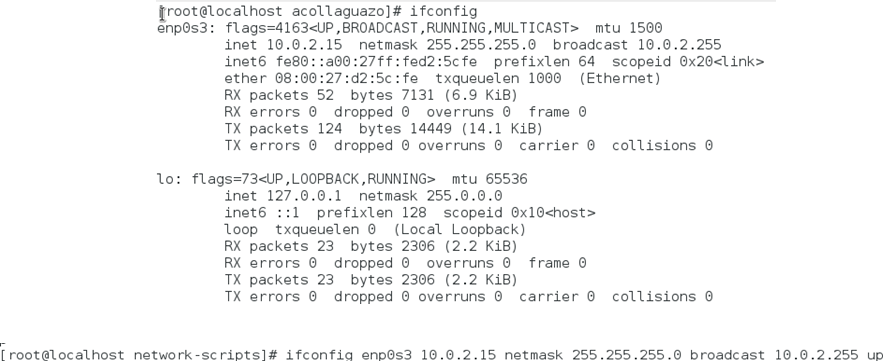 [root@localhost acollaguazo]# ifconfig
enp0s3: flags=4163<UP,BROADCAST,RUNNING,MULTICAST>  mtu 1500
        inet 10.0.2.15  netmask 255.255.255.0  broadcast 10.0.2.255
        inet6 fe80::a00:27ff:fed2:5cfe  prefixlen 64  scopeid 0x20<link>
        ether 08:00:27:d2:5c:fe  txqueuelen 1000  (Ethernet)
        RX packets 52  bytes 7131 (6.9 KiB)
        RX errors 0  dropped 0  overruns 0  frame 0
        TX packets 124  bytes 14449 (14.1 KiB)
        TX errors 0  dropped 0 overruns 0  carrier 0  collisions 0
lo: flags=73<UP,LOOPBACK,RUNNING>  mtu 65536
        inet 127.0.0.1  netmask 255.0.0.0
        inet6 ::1  prefixlen 128  scopeid 0x10<host>
        loop  txqueuelen 0  (Local Loopback)
        RX packets 23  bytes 2306 (2.2 KiB)
        RX errors 0  dropped 0  overruns 0  frame 0
        TX packets 23  bytes 2306 (2.2 KiB)
        TX errors 0  dropped 0 overruns 0  carrier 0  collisions 0
[root@localhost network-scripts]# ifconfig enp0s3 10.0.2.15 netmask 255.255.255.0 broadcast 10.0.2.255 up